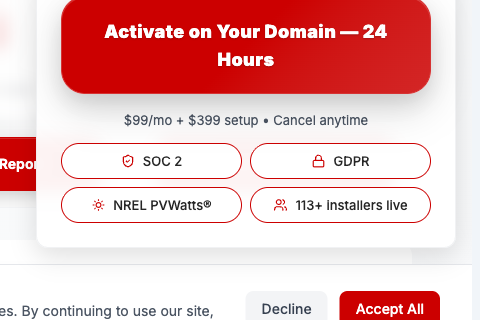 Activate on Your Domain — 24
Hours
$99/mo + $399 setup • Cancel anytime
SOC 2
GDPR
NREL PVWatts®
113+ installers live
es. By continuing to use our site,
Decline
Accept All